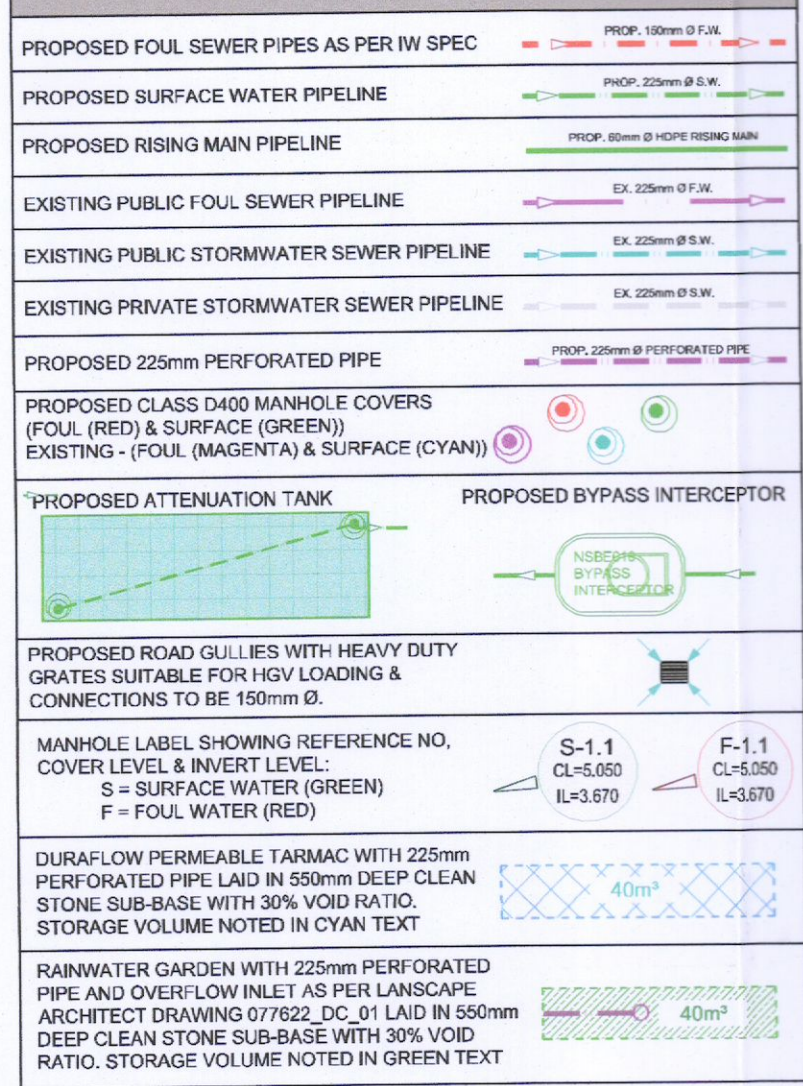 PROPOSED FOUL SEWER PIPES AS PER IW SPEC
PROP. 150mm Ø F.W.
PROPOSED SURFACE WATER PIPELINE
PROP. 225mm Ø S.W.
PROPOSED RISING MAIN PIPELINE
PROP. 60mm Ø HDPE RISING MAIN
EXISTING PUBLIC FOUL SEWER PIPELINE
EX. 225mm Ø F.W.
EXISTING PUBLIC STORMWATER SEWER PIPELINE
EX. 225mm Ø S.W.
EXISTING PRIVATE STORMWATER SEWER PIPELINE
EX. 225mm Ø S.W.
PROPOSED 225mm PERFORATED PIPE
PROP. 225mm Ø PERFORATED PIPE
PROPOSED CLASS D400 MANHOLE COVERS
(FOUL (RED) & SURFACE (GREEN))
EXISTING - (FOUL (MAGENTA) & SURFACE (CYAN))
PROPOSED ATTENUATION TANK
PROPOSED BYPASS INTERCEPTOR
BYPASS
INTERCEPTOR
PROPOSED ROAD GULLIES WITH HEAVY DUTY
GRATES SUITABLE FOR HGV LOADING &
CONNECTIONS TO BE 150mm Ø.
MANHOLE LABEL SHOWING REFERENCE NO,
COVER LEVEL & INVERT LEVEL:
S = SURFACE WATER (GREEN)
F = FOUL WATER (RED)
S-1.1
CL=5.050
IL=3.670
F-1.1
CL=5.050
IL=3.670
DURAFLOW PERMEABLE TARMAC WITH 225mm
PERFORATED PIPE LAID IN 550mm DEEP CLEAN
STONE SUB-BASE WITH 30% VOID RATIO.
STORAGE VOLUME NOTED IN CYAN TEXT
40m³
RAINWATER GARDEN WITH 225mm PERFORATED
PIPE AND OVERFLOW INLET AS PER LANSCAPE
ARCHITECT DRAWING 077622_DC_01 LAID IN 550mm
DEEP CLEAN STONE SUB-BASE WITH 30% VOID
RATIO. STORAGE VOLUME NOTED IN GREEN TEXT
40m³